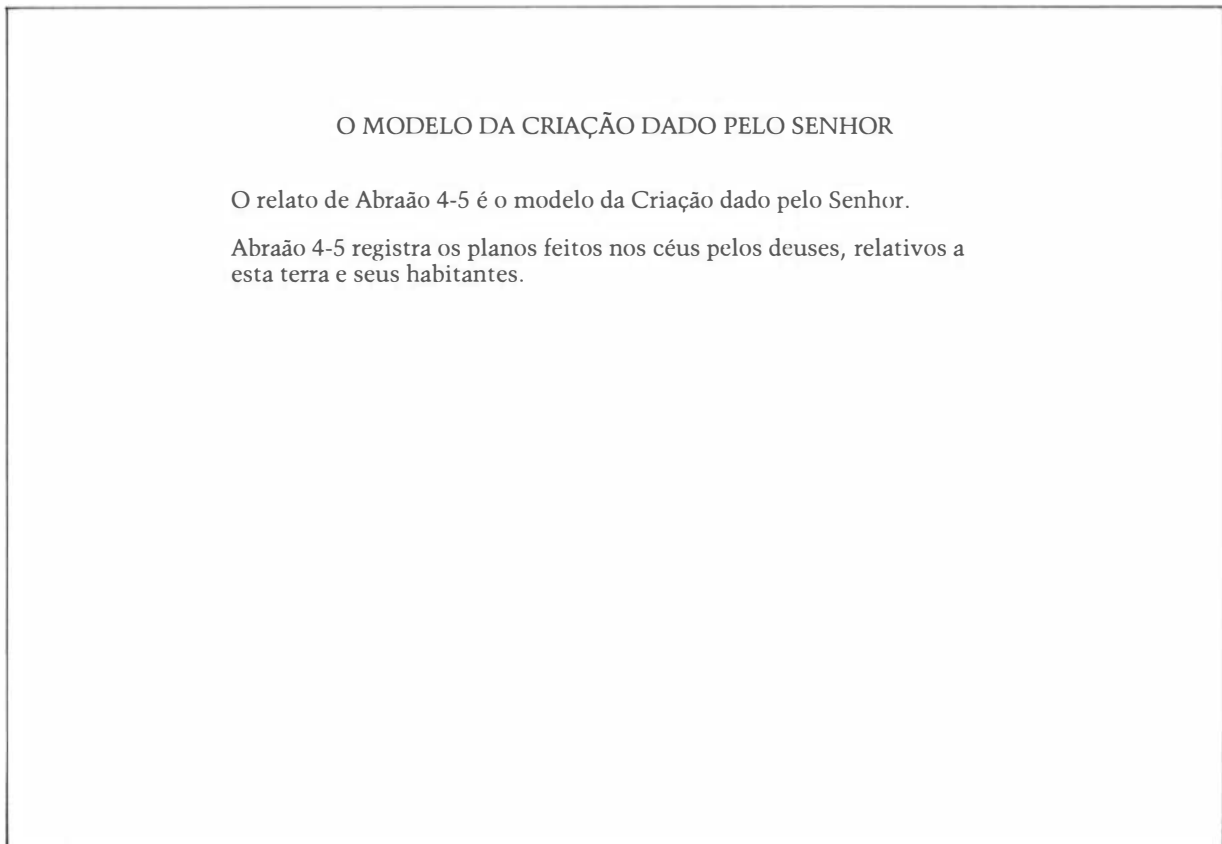 O MODELO DA CRIAÇÃO DADO PELO SENHOR
O relato de Abraão 4-5 é o modelo da Criação dado pelo Senhor.
Abraão 4-5 registra os planos feitos nos céus pelos deuses, relativos a
esta terra e seus habitantes.